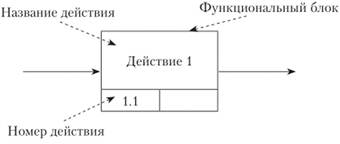 Название действия
Функциональный блок
Действие 1
1.1
Номер действия